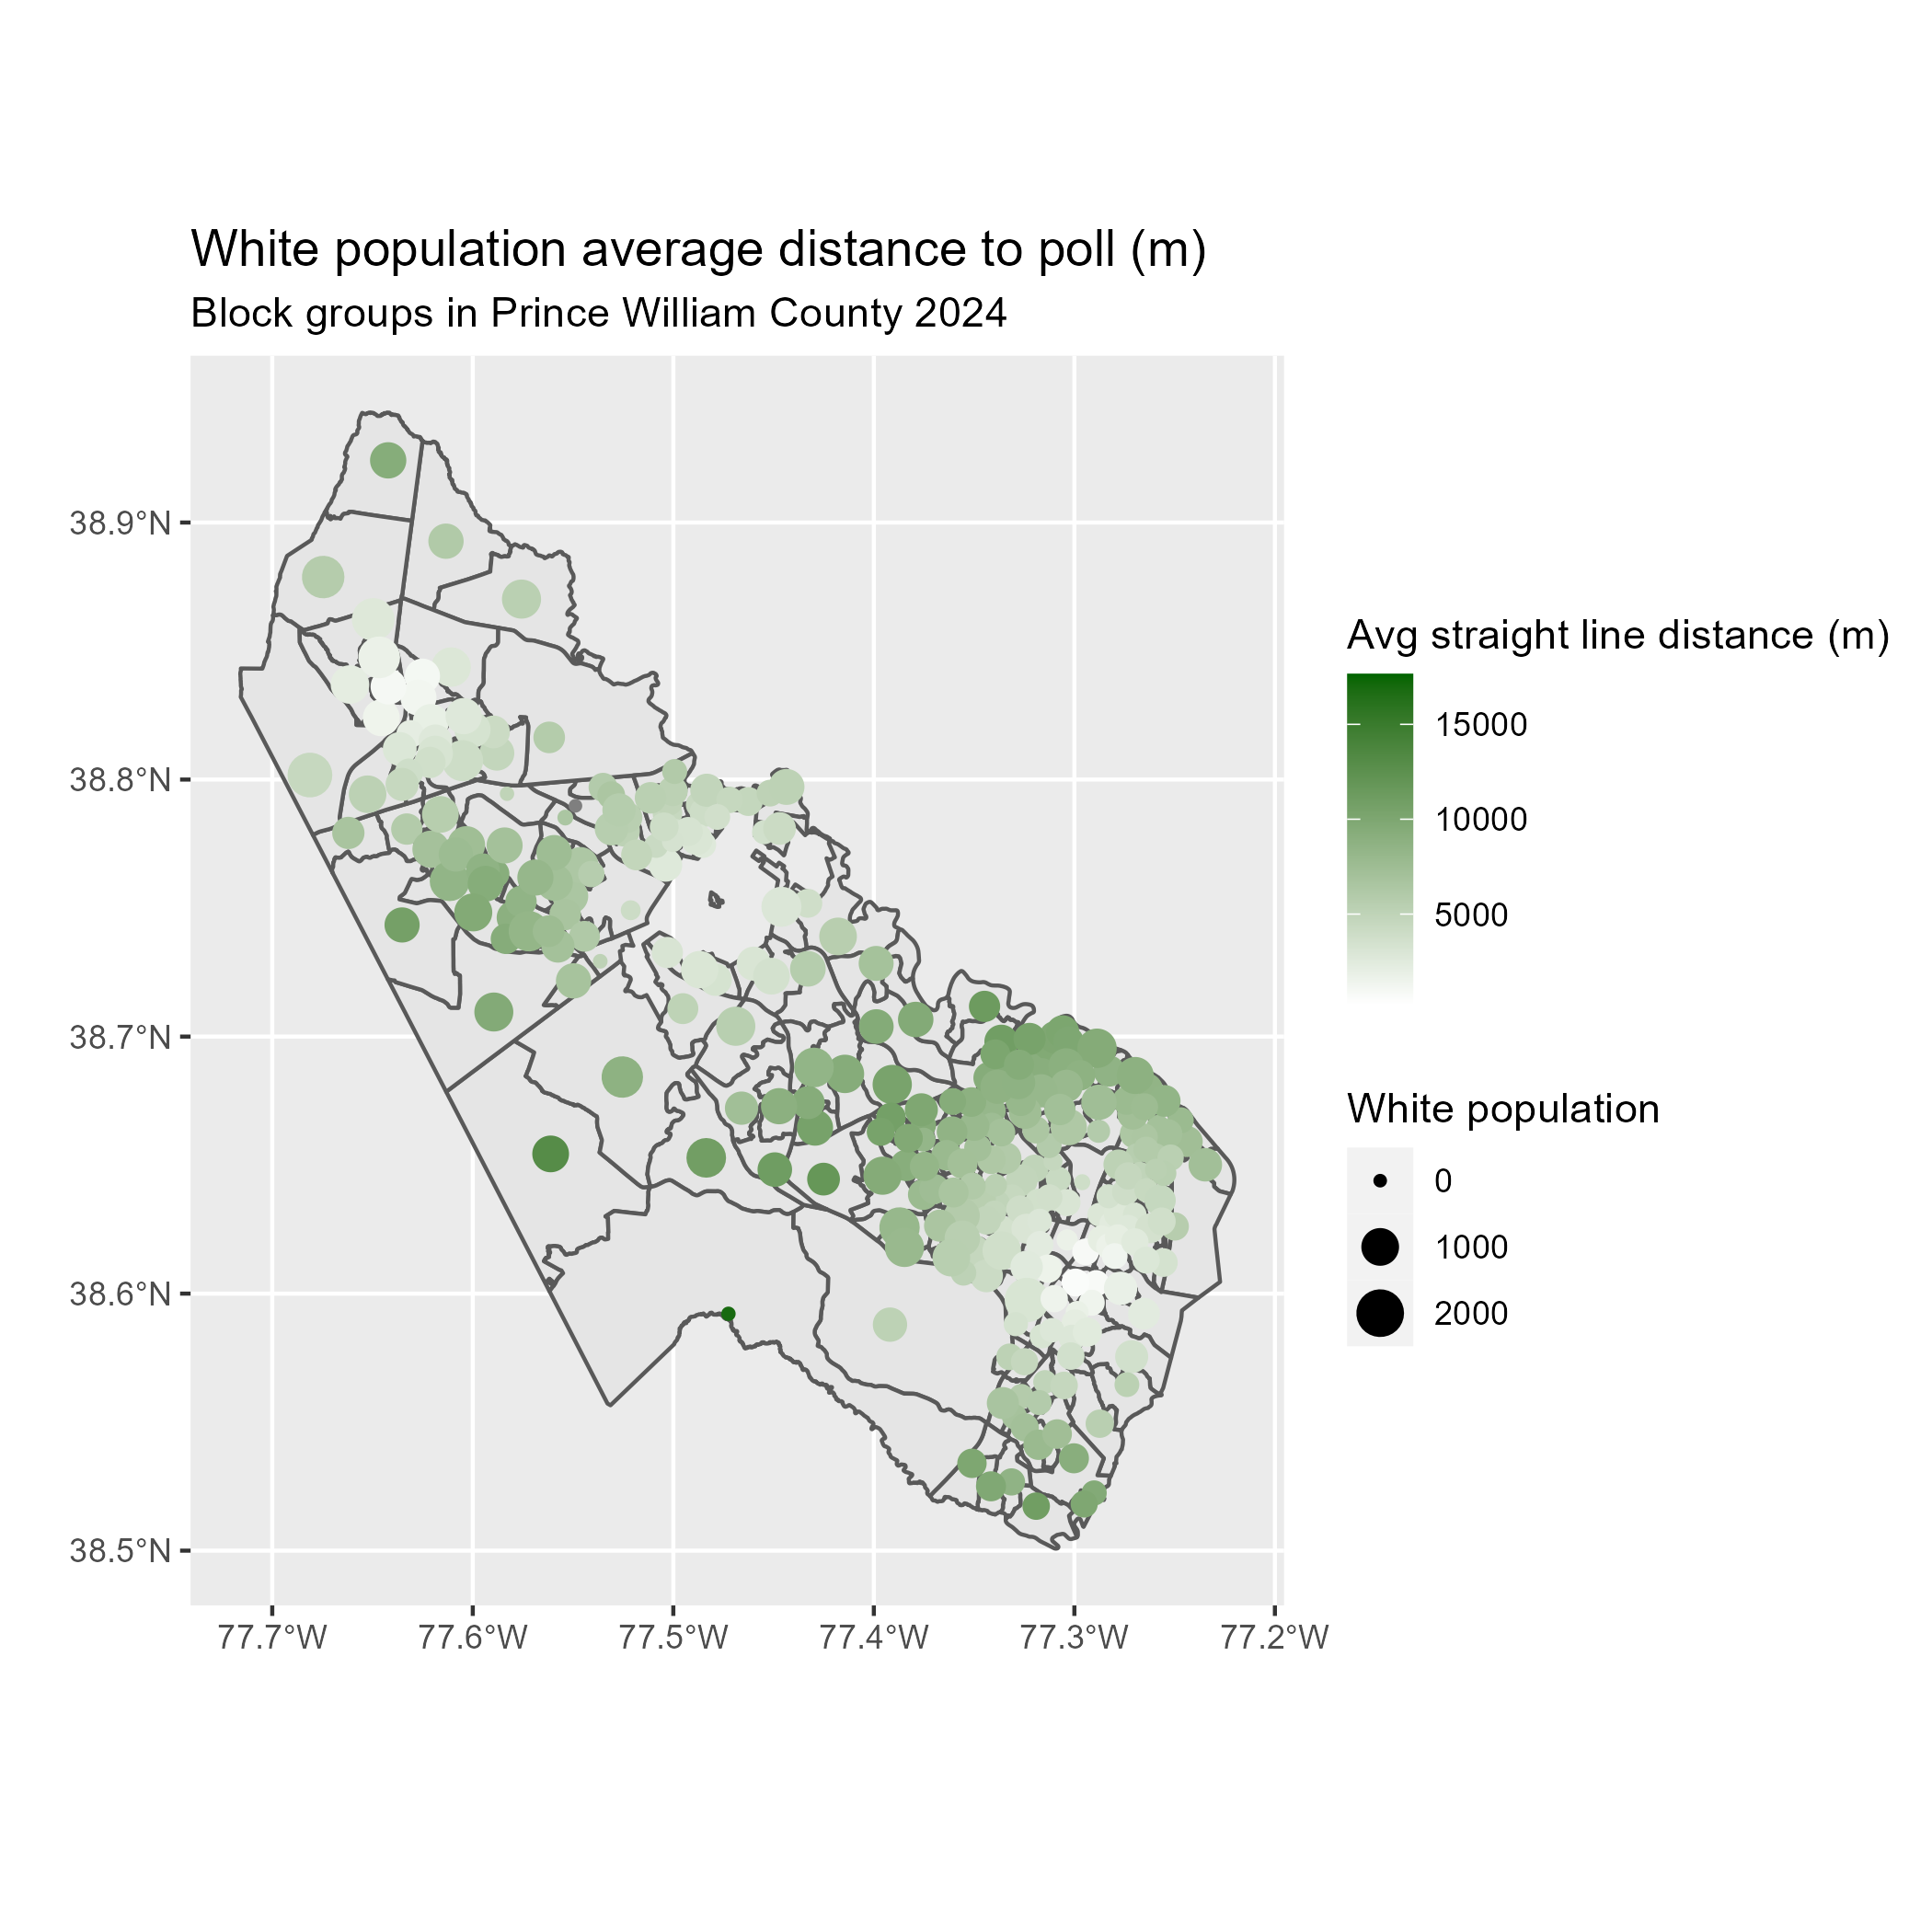 White population average distance to poll (m)
Block groups in Prince William County 2024
38.9°N
38.8°N
38.7°N
38.6°N
38.5°N
77.7°W
77.6°W
77.5°W
77.4°W
77.3°W
77.2°W
Avg straight line distance (m)
15000
10000
5000
White population
0
1000
2000